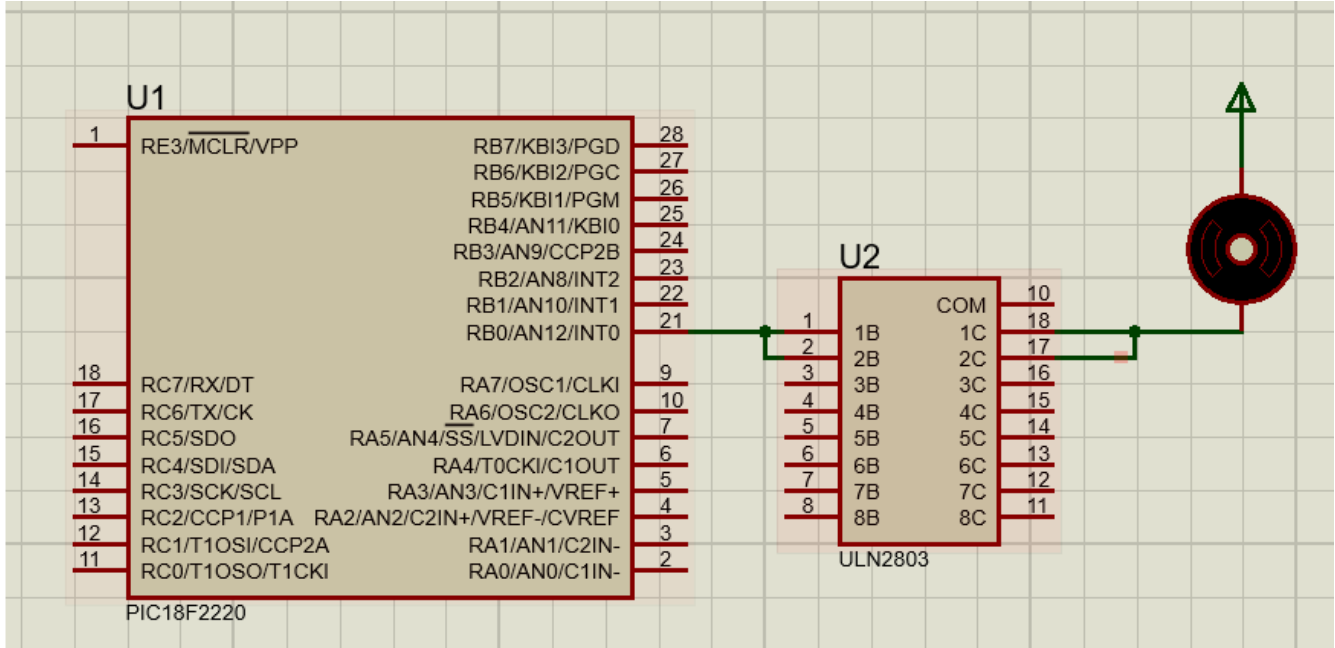 U1
1 RE3/MCLR/VPP RB7/KBI3/PGD 28
RB6/KBI2/PGC 27
RB5/KBI1/PGM 26
RB4/AN11/KBI0 25
RB3/AN9/CCP2B 24
RB2/AN8/INT2 23
RB1/AN10/INT1 22
RB0/AN12/INT0 21
18 RC7/RX/DT RA7/OSC1/CLKI 9
17 RC6/TX/CK RA6/OSC2/CLKO 10
16 RC5/SDO RA5/AN4/SS/LVDIN/C2OUT 7
15 RC4/SDI/SDA RA4/T0CKI/C1OUT 6
14 RC3/SCK/SCL RA3/AN3/C1IN+/VREF+ 5
13 RC2/CCP1/P1A RA2/AN2/C2IN+/VREF-/CVREF 4
12 RC1/T1OSI/CCP2A RA1/AN1/C2IN- 3
11 RC0/T1OSO/T1CKI RA0/AN0/C1IN- 2
PIC18F2220
U2
COM 10
1 1B 1C 18
2 2B 2C 17
3 3B 3C 16
4 4B 4C 15
5 5B 5C 14
6 6B 6C 13
7 7B 7C 12
8 8B 8C 11
ULN2803